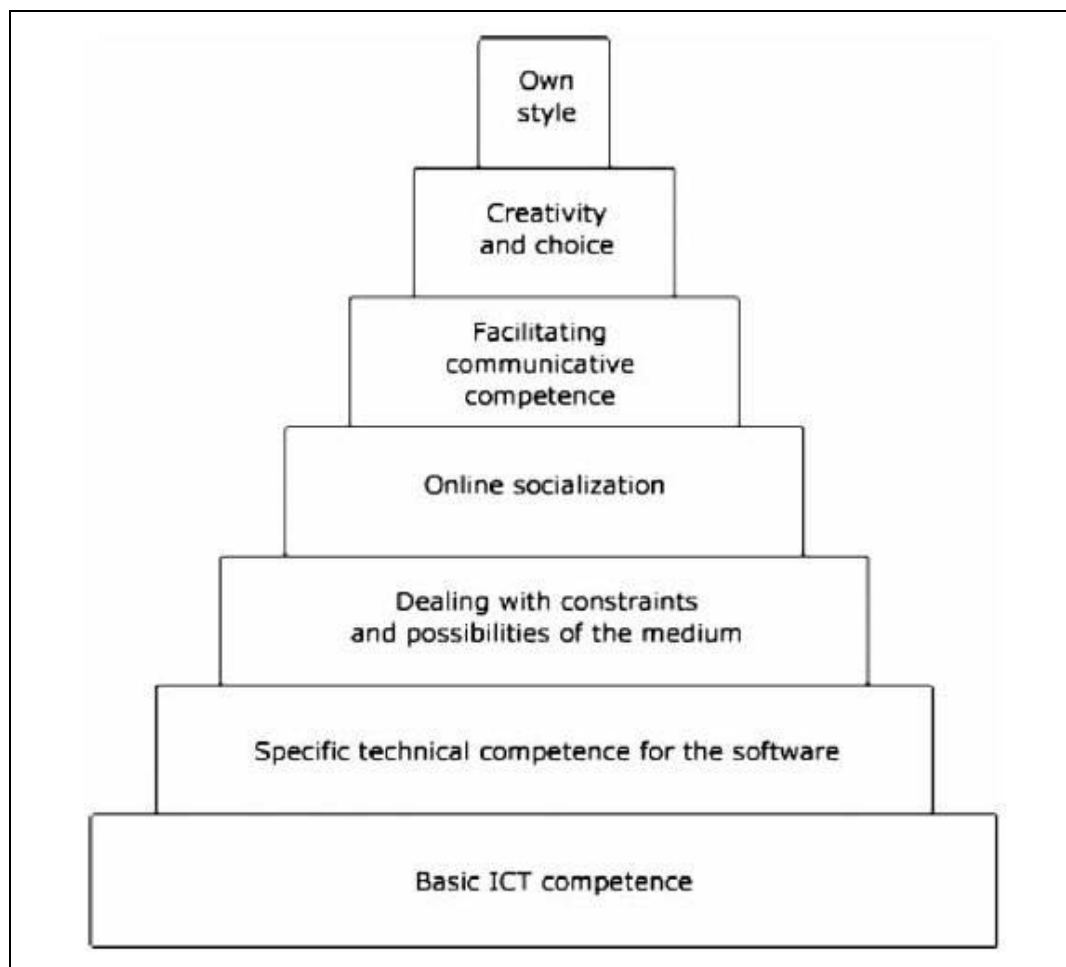 Own
style
Creativity
and choice
Facilitating
communicative
competence
Online socialization
Dealing with constraints
and possibilities of the medium
Specific technical competence for the software
Basic ICT competence